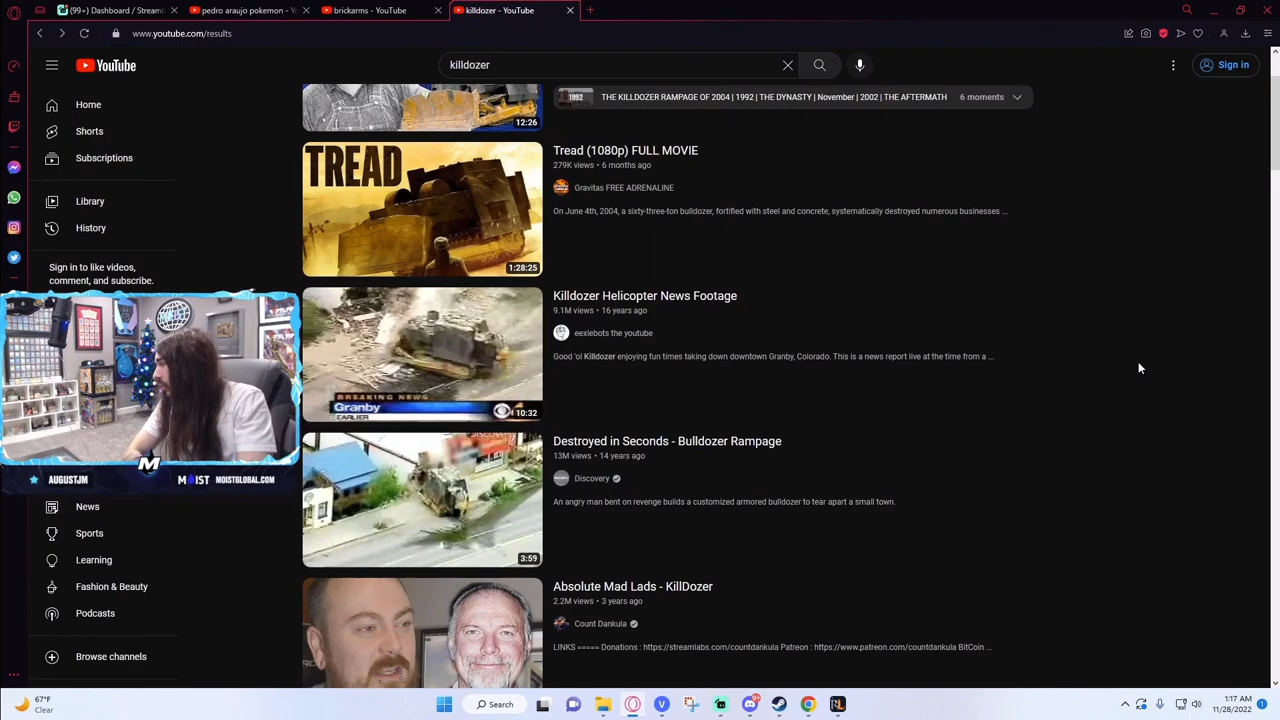 (99+) Dashboard / Streaml
pedro araujo pokemon - Yo
brickarms - YouTube
killdozer - YouTube
www.youtube.com/results
YouTube
killdozer
Sign in
Home
Shorts
Subscriptions
Library
History
Sign in to like videos,
comment, and subscribe.
AUGUSTJM
MOIST MOISTGLOBAL.COM
News
Sports
Learning
Fashion & Beauty
Podcasts
Browse channels
12:26
1992
THE KILLDOZER RAMPAGE OF 2004 | 1992 | THE DYNASTY | November | 2002 | THE AFTERMATH
6 moments
TREAD
1:28:25
Tread (1080p) FULL MOVIE
279K views • 6 months ago
Gravitas FREE ADRENALINE
On June 4th, 2004, a sixty-three-ton bulldozer, fortified with steel and concrete, systematically destroyed numerous businesses ...
BREAKING NEWS
Granby
EARLIER
10:32
Killdozer Helicopter News Footage
9.1M views • 16 years ago
eexlebots the youtube
Good 'ol Killdozer enjoying fun times taking down downtown Granby, Colorado. This is a news report live at the time from a ...
DISCOVERY
3:59
Destroyed in Seconds - Bulldozer Rampage
13M views • 14 years ago
Discovery
An angry man bent on revenge builds a customized armored bulldozer to tear apart a small town.
Absolute Mad Lads - KillDozer
2.2M views • 3 years ago
Count Dankula
LINKS ===== Donations : https://streamlabs.com/countdankula Patreon : https://www.patreon.com/countdankula BitCoin ...
67°F
Clear
Search
1:17 AM
11/28/2022